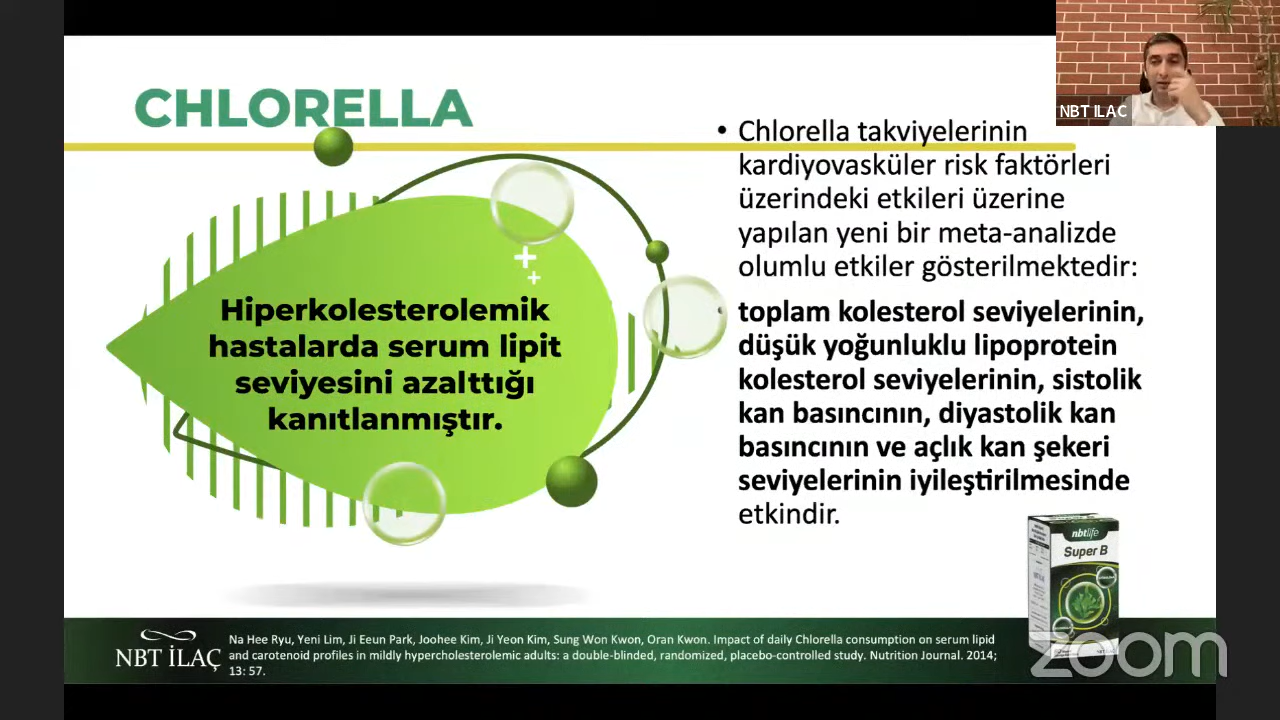 NBT ILAC
CHLORELLA
Hiperkolesterolemik
hastalarda serum lipit
seviyesini azalttığı
kanıtlanmıştır.
• Chlorella takviyelerinin
kardiyovasküler risk faktörleri
üzerindeki etkileri üzerine
yapılan yeni bir meta-analizde
olumlu etkiler gösterilmektedir:
toplam kolesterol seviyelerinin,
düşük yoğunluklu lipoprotein
kolesterol seviyelerinin, sistolik
kan basıncının, diyastolik kan
basıncının ve açlık kan şekeri
seviyelerinin iyileştirilmesinde
etkindir.
nbtlife
Super B
NBT İLAÇ
Na Hee Ryu, Yeni Lim, Ji Eeun Park, Joohee Kim, Ji Yeon Kim, Sung Won Kwon, Oran Kwon. Impact of daily Chlorella consumption on serum lipid
and carotenoid profiles in mildly hypercholesterolemic adults: a double-blinded, randomized, placebo-controlled study. Nutrition Journal. 2014;
13: 57.
zoom